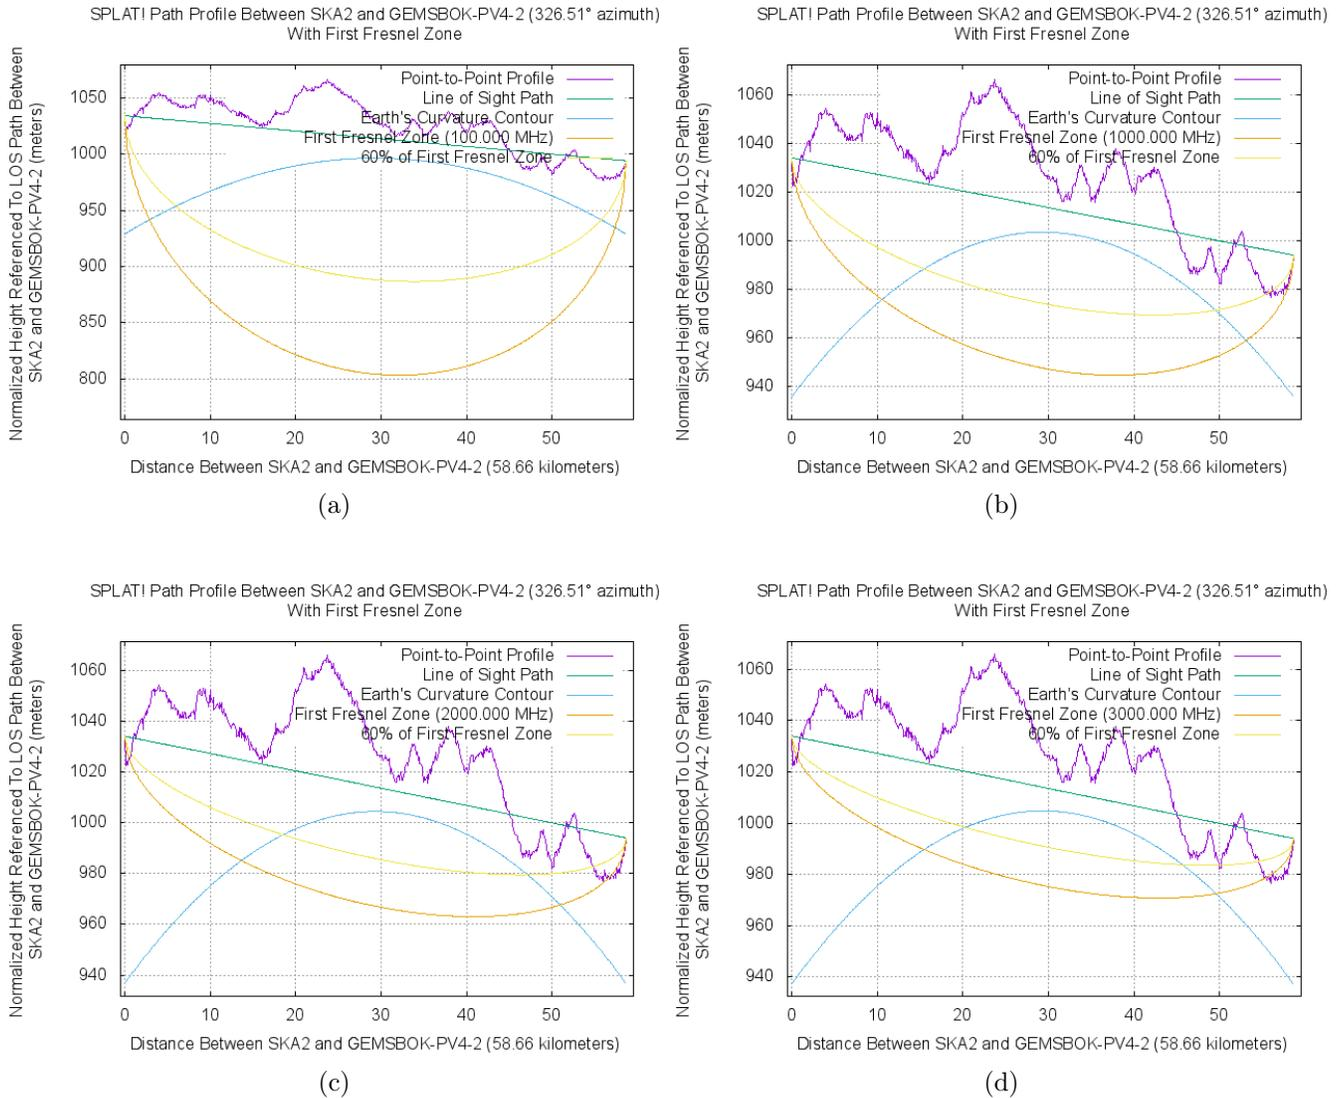 SPLAT! Path Profile Between SKA2 and GEMSBOK-PV4-2 (326.51° azimuth)
With First Fresnel Zone
Normalized Height Referenced To LOS Path Between
SKA2 and GEMSBOK-PV4-2 (meters)
Point-to-Point Profile
Line of Sight Path
Earth's Curvature Contour
First Fresnel Zone (100.000 MHz)
60% of First Fresnel Zone
1050
1000
950
900
850
800
0 10 20 30 40 50
Distance Between SKA2 and GEMSBOK-PV4-2 (58.66 kilometers)
(a)
SPLAT! Path Profile Between SKA2 and GEMSBOK-PV4-2 (326.51° azimuth)
With First Fresnel Zone
Normalized Height Referenced To LOS Path Between
SKA2 and GEMSBOK-PV4-2 (meters)
Point-to-Point Profile
Line of Sight Path
Earth's Curvature Contour
First Fresnel Zone (1000.000 MHz)
60% of First Fresnel Zone
1060
1040
1020
1000
980
960
940
0 10 20 30 40 50
Distance Between SKA2 and GEMSBOK-PV4-2 (58.66 kilometers)
(b)
SPLAT! Path Profile Between SKA2 and GEMSBOK-PV4-2 (326.51° azimuth)
With First Fresnel Zone
Normalized Height Referenced To LOS Path Between
SKA2 and GEMSBOK-PV4-2 (meters)
Point-to-Point Profile
Line of Sight Path
Earth's Curvature Contour
First Fresnel Zone (2000.000 MHz)
60% of First Fresnel Zone
1060
1040
1020
1000
980
960
940
0 10 20 30 40 50
Distance Between SKA2 and GEMSBOK-PV4-2 (58.66 kilometers)
(c)
SPLAT! Path Profile Between SKA2 and GEMSBOK-PV4-2 (326.51° azimuth)
With First Fresnel Zone
Normalized Height Referenced To LOS Path Between
SKA2 and GEMSBOK-PV4-2 (meters)
Point-to-Point Profile
Line of Sight Path
Earth's Curvature Contour
First Fresnel Zone (3000.000 MHz)
60% of First Fresnel Zone
1060
1040
1020
1000
980
960
940
0 10 20 30 40 50
Distance Between SKA2 and GEMSBOK-PV4-2 (58.66 kilometers)
(d)